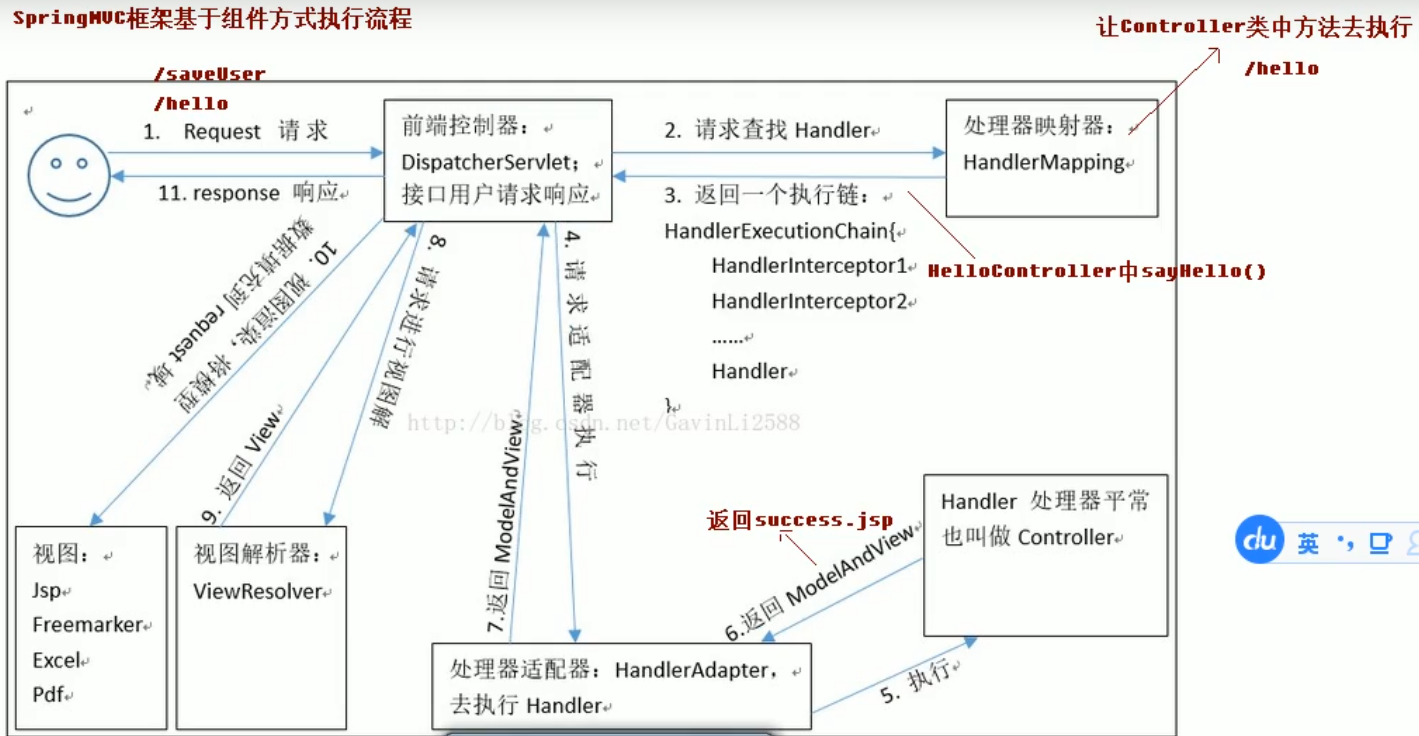 SpringMVC框架基于组件方式执行流程
让Controller类中方法去执行
/saveUser
/hello
/hello
1. Request 请求
11. response 响应
前端控制器：
DispatcherServlet；
接口用户请求响应
2. 请求查找 Handler
3. 返回一个执行链：
HandlerExecutionChain{
HandlerInterceptor1
HandlerInterceptor2
......
Handler
}
处理器映射器：
HandlerMapping
HelloController中sayHello()
10. 视图渲染，将模型
数据填充到 request 域
9. 返回 View
8. 请求进行视图解
7.返回 ModelAndView
4. 请求适配器执行
http://blog.csdn.net/GavinLi2588
返回success.jsp
6.返回 ModelAndView
5. 执行
Handler 处理器平常
也叫做 Controller
视图：
Jsp
Freemarker
Excel
Pdf
视图解析器：
ViewResolver
处理器适配器：HandlerAdapter，
去执行 Handler
du 英